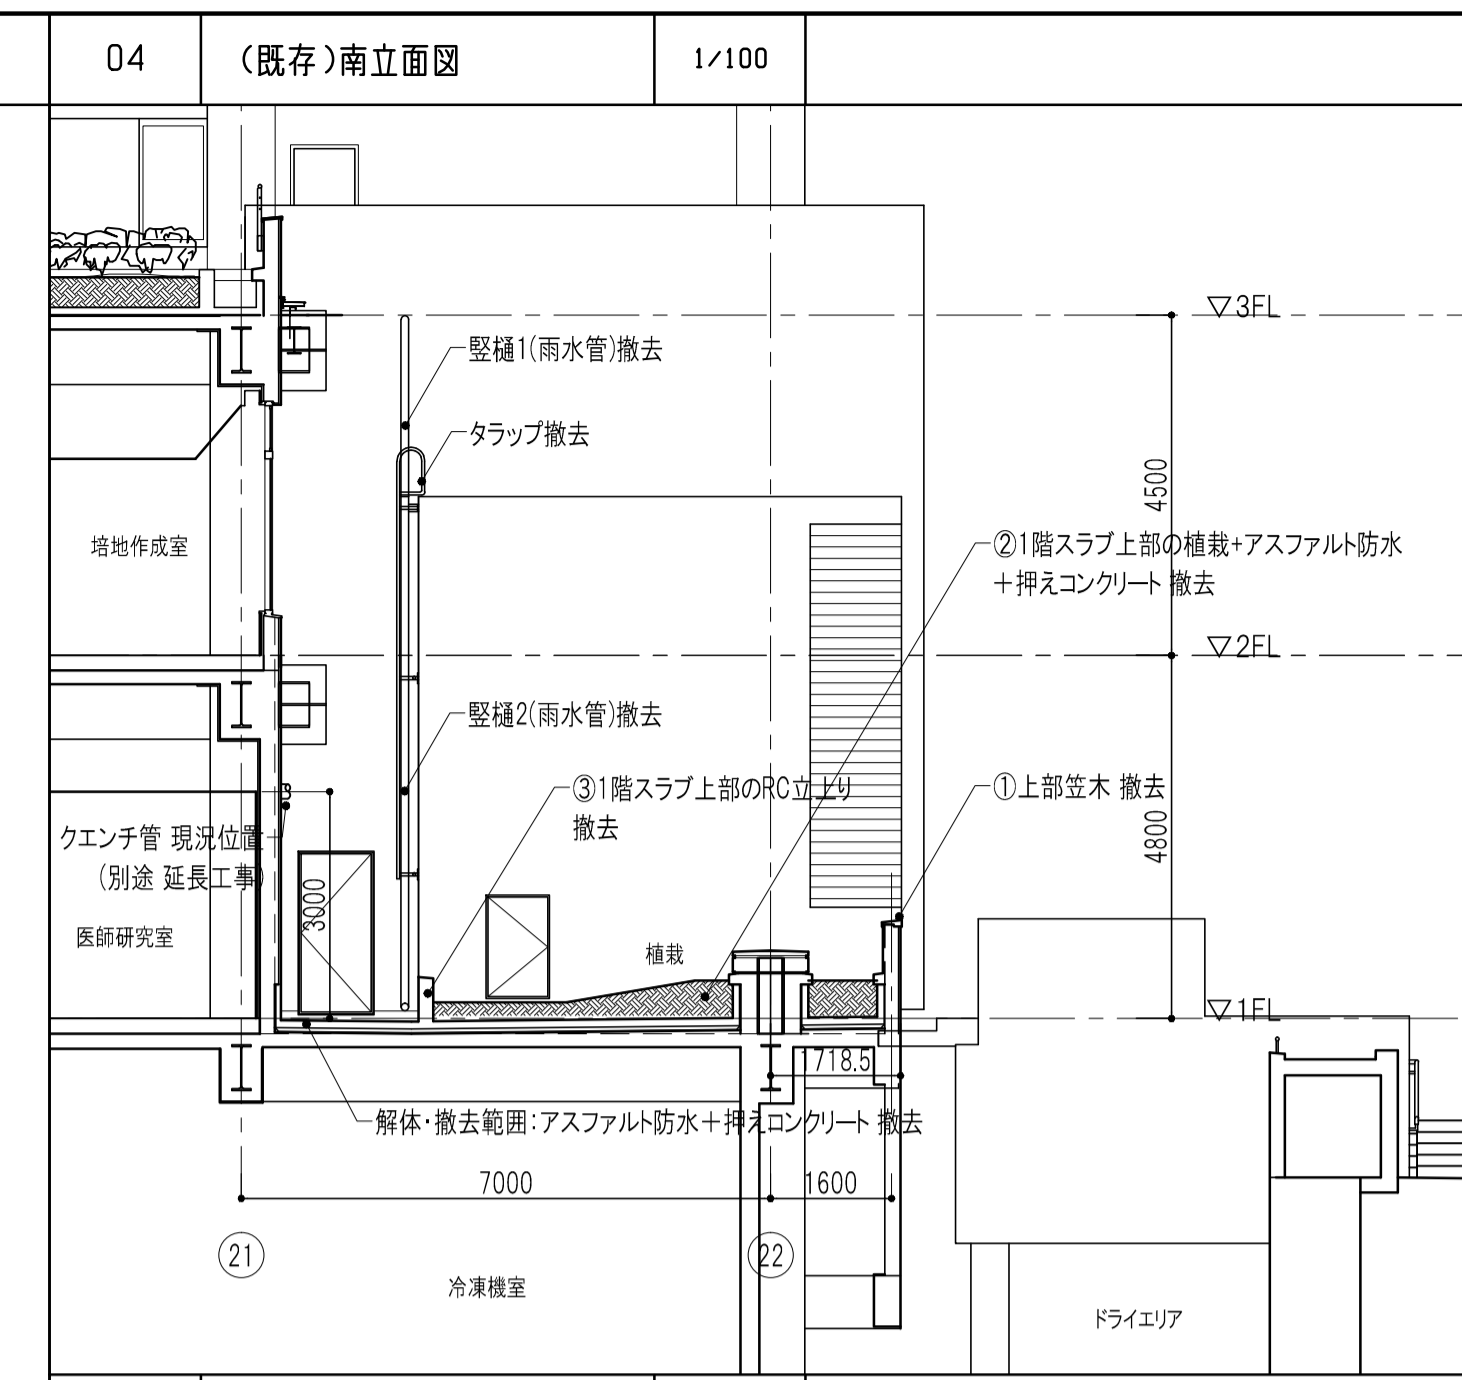 04 (既存)南立面図 1/100
▽3FL
竪樋1(雨水管)撤去
タラップ撤去
4500
培地作成室
②1階スラブ上部の植栽+アスファルト防水
+押えコンクリート 撤去
▽2FL
竪樋2(雨水管)撤去
③1階スラブ上部のRC立上り
撤去
①上部笠木 撤去
4800
クエンチ管 現況位置
(別途 延長工事)
3000
医師研究室
植栽
▽1FL
1718.5
解体・撤去範囲:アスファルト防水+押えコンクリート 撤去
7000
1600
21
22
冷凍機室
ドライエリア